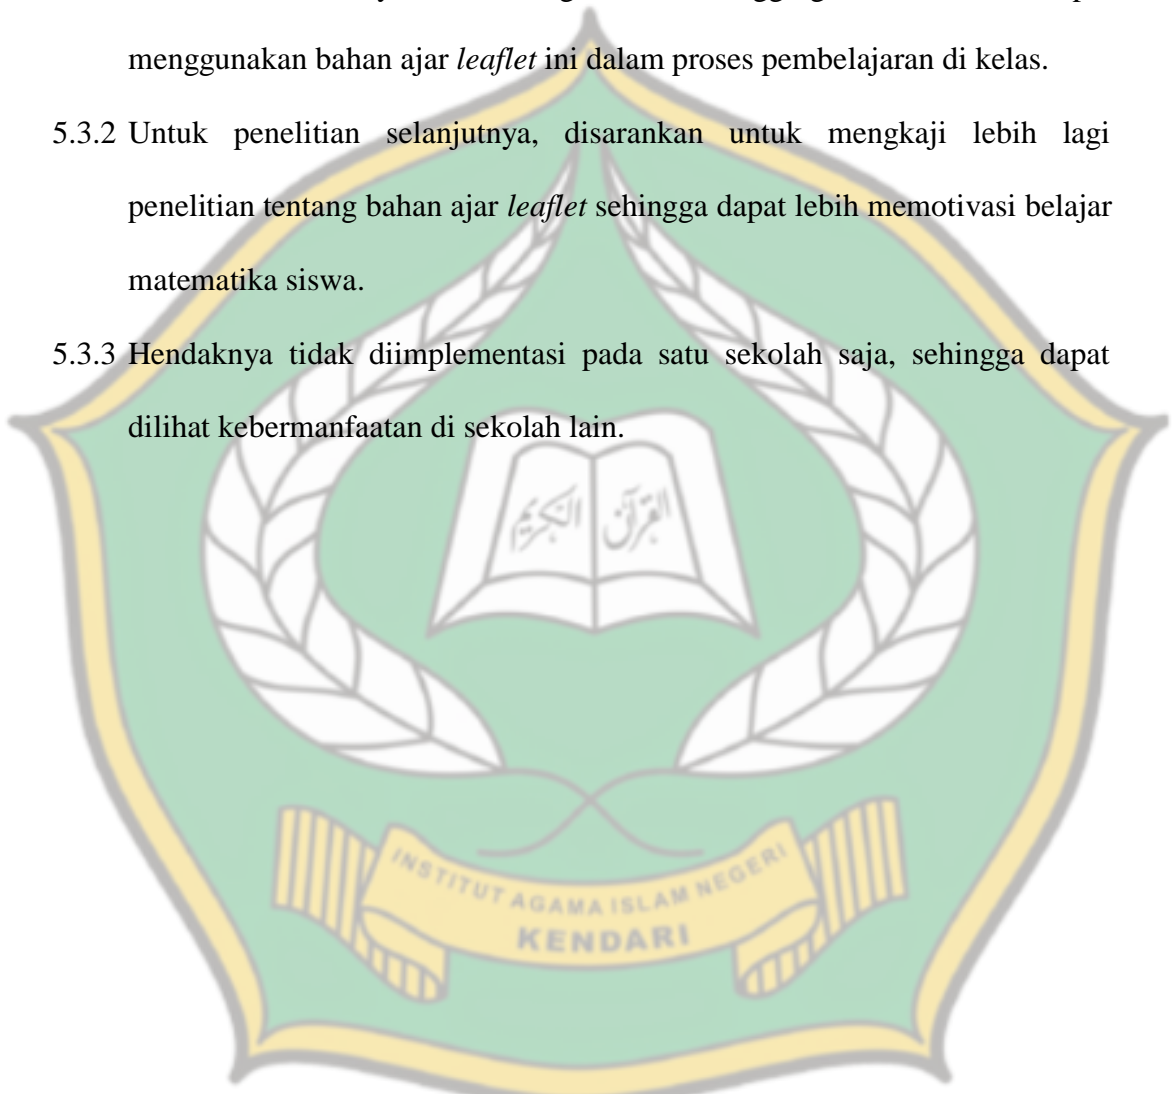 menggunakan bahan ajar leaflet ini dalam proses pembelajaran di kelas.
5.3.2 Untuk penelitian selanjutnya, disarankan untuk mengkaji lebih lagi
penelitian tentang bahan ajar leaflet sehingga dapat lebih memotivasi belajar
matematika siswa.
5.3.3 Hendaknya tidak diimplementasi pada satu sekolah saja, sehingga dapat
dilihat kebermanfaatan di sekolah lain.
القرآن الكريم
INSTITUT AGAMA ISLAM NEGERI
KENDARI